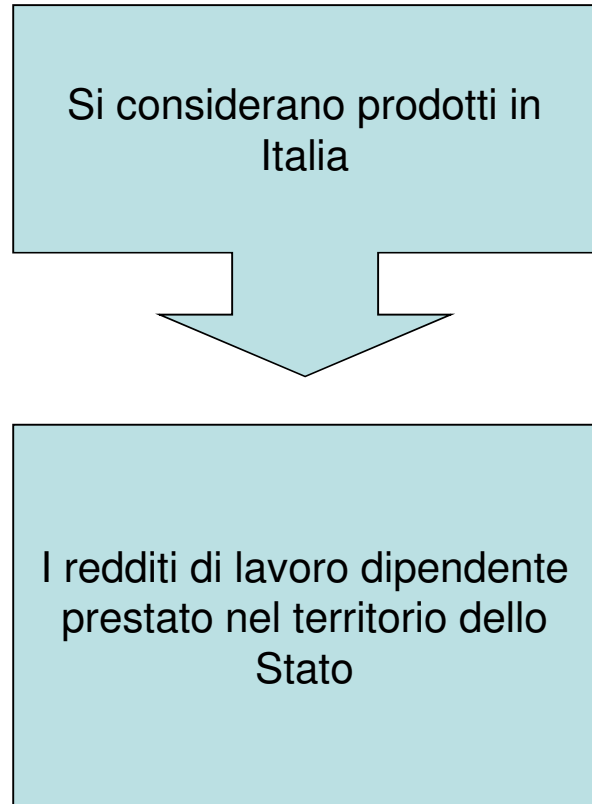 Si considerano prodotti in
Italia
I redditi di lavoro dipendente
prestato nel territorio dello
Stato